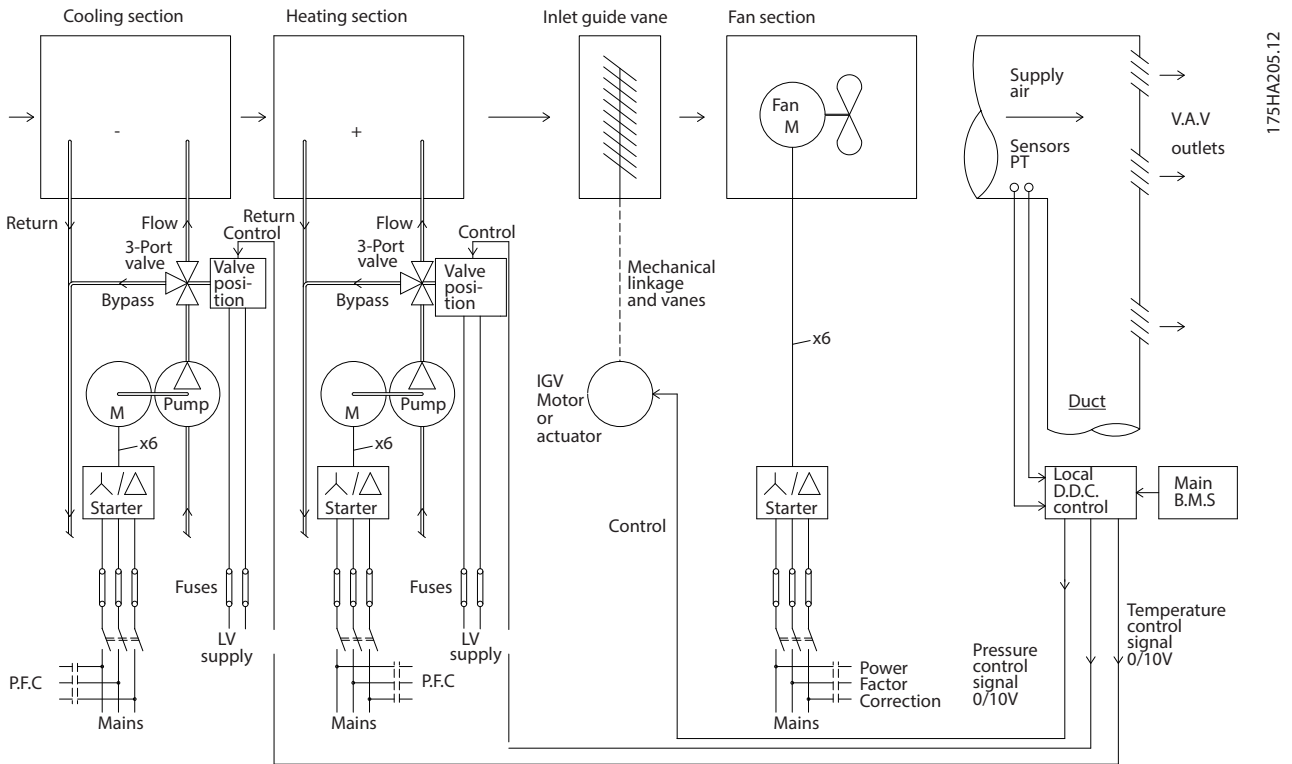 Cooling section
Heating section
Inlet guide vane
Fan section
175HA205.12
-
+
Fan
M
Supply
air
Sensors
PT
V.A.V
outlets
Return
Flow
3-Port
valve
Bypass
Control
Valve
posi-
tion
Return
Flow
3-Port
valve
Bypass
Control
Valve
posi-
tion
Mechanical
linkage
and vanes
x6
M
Pump
x6
M
Pump
x6
IGV
Motor
or
actuator
Duct
Starter
Starter
Starter
Local
D.D.C.
control
Main
B.M.S
Control
Fuses
Fuses
LV
supply
LV
supply
P.F.C
P.F.C
Mains
Mains
Mains
Power
Factor
Correction
Pressure
control
signal
0/10V
Temperature
control
signal
0/10V